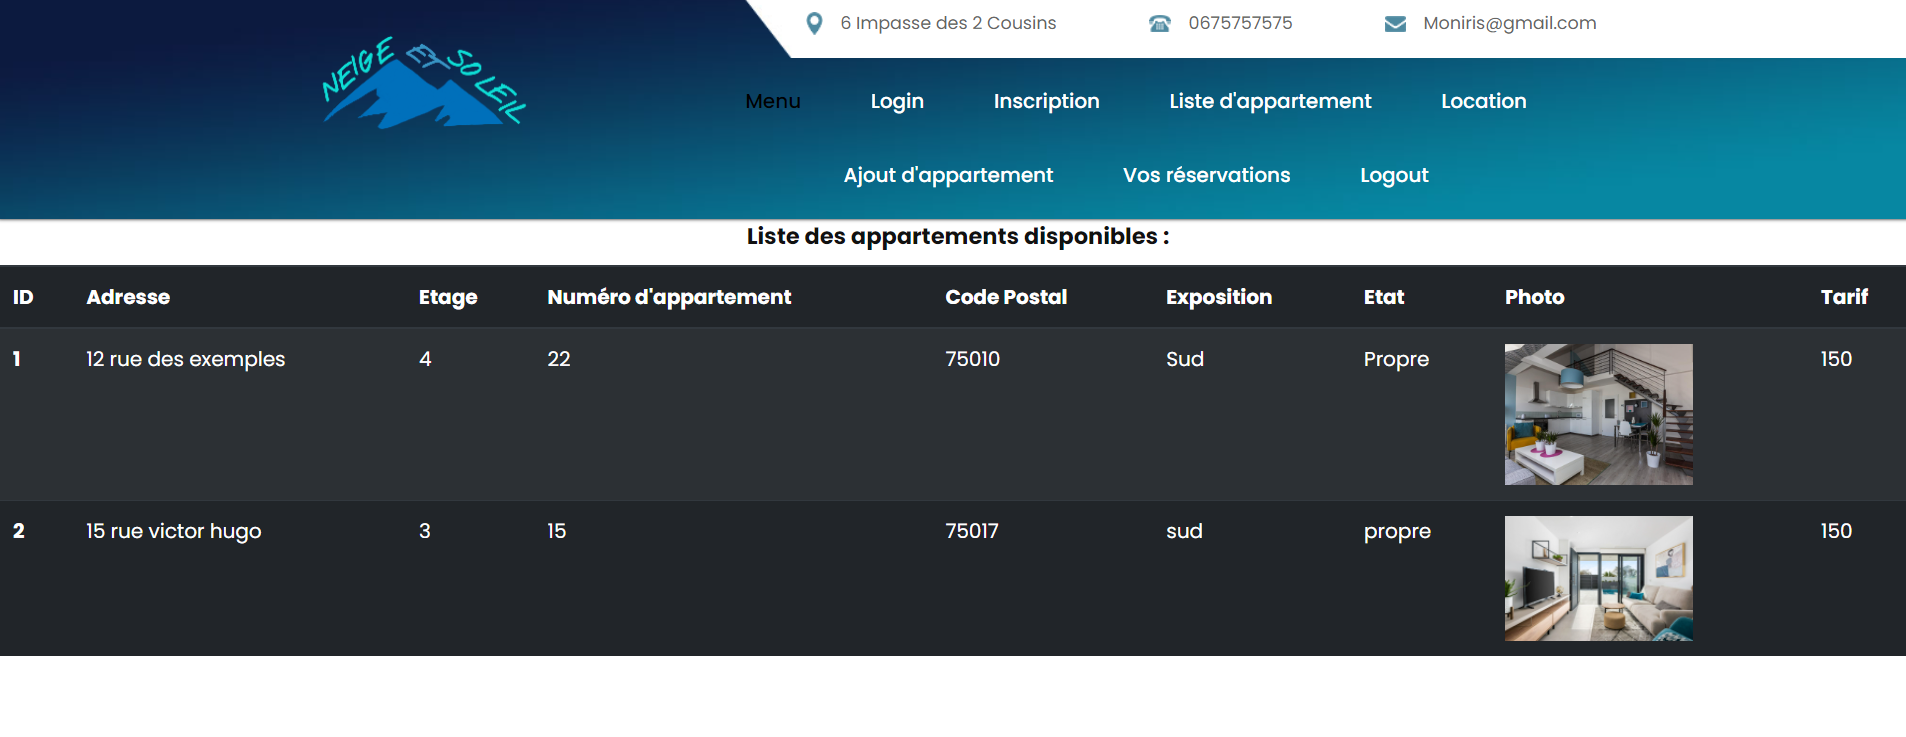 6 Impasse des 2 Cousins 0675757575 Moniris@gmail.com
NEIGE ET SOLEIL
Menu Login Inscription Liste d'appartement Location
Ajout d'appartement Vos réservations Logout
Liste des appartements disponibles :
ID Adresse Etage Numéro d'appartement Code Postal Exposition Etat Photo Tarif
1 12 rue des exemples 4 22 75010 Sud Propre 150
2 15 rue victor hugo 3 15 75017 sud propre 150